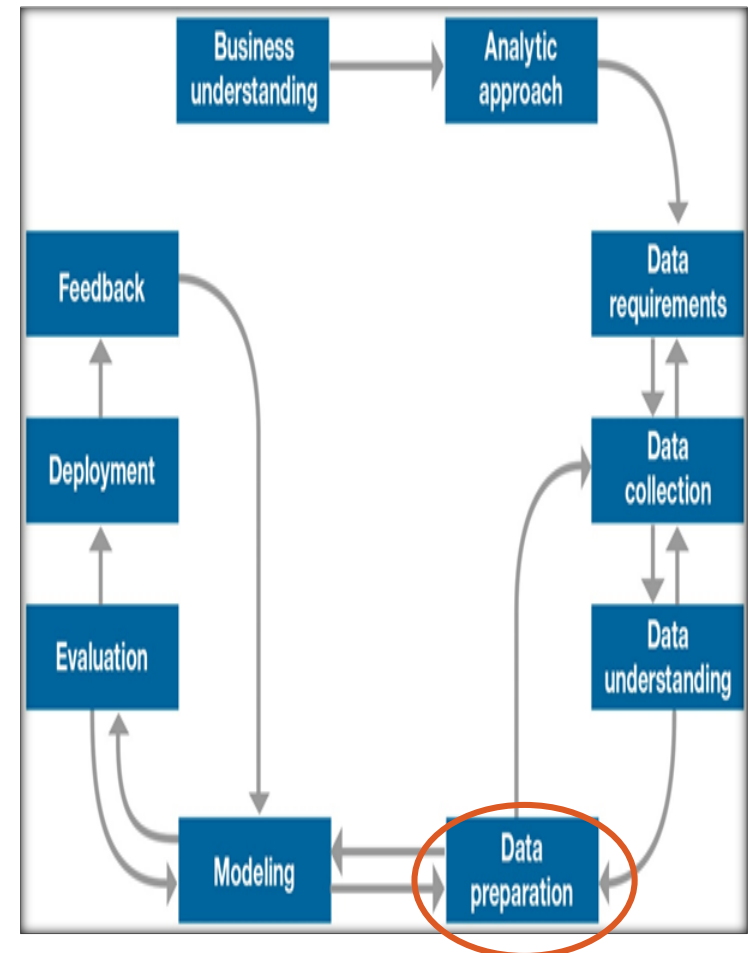 Business
understanding
Analytic
approach
Data
requirements
Data
collection
Data
understanding
Data
preparation
Modeling
Evaluation
Deployment
Feedback